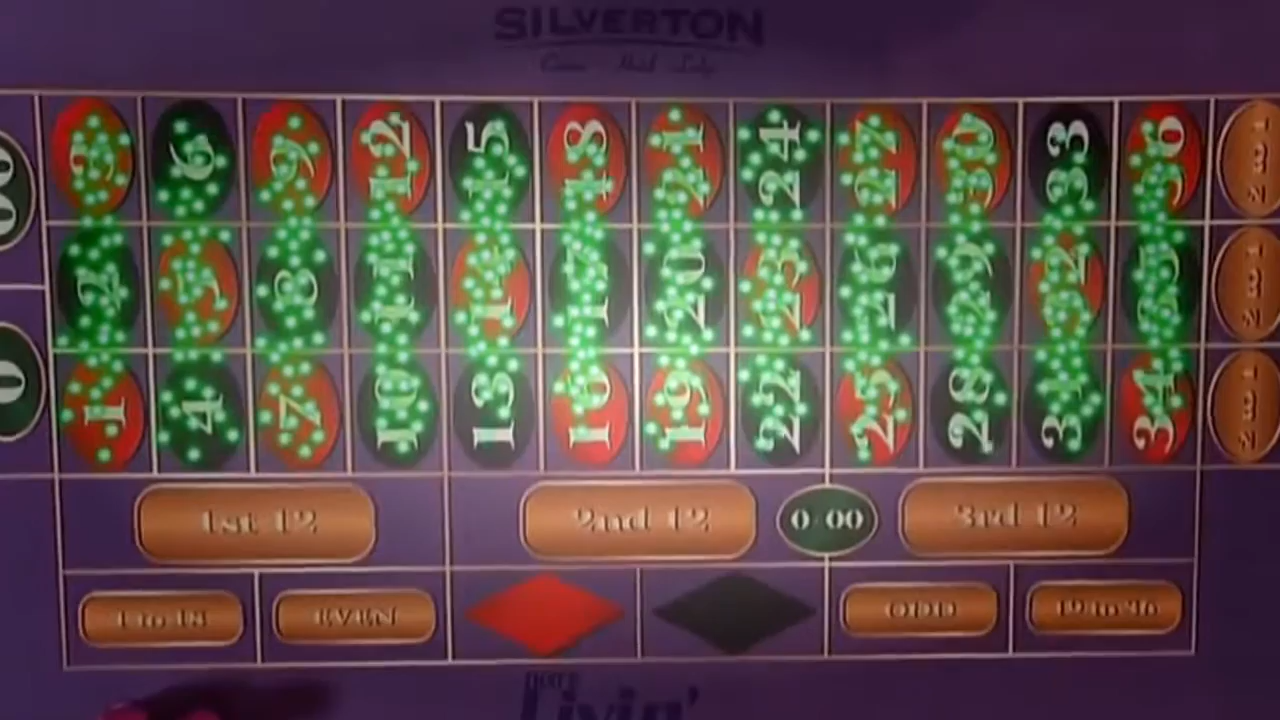 SILVERTON
00 3 6 9 12 15 18 21 24 27 30 33 36 2 to 1
2 5 8 11 14 17 20 23 26 29 32 35 2 to 1
0 1 4 7 10 13 16 19 22 25 28 31 34 2 to 1
1st 12 2nd 12 0/00 3rd 12
1 to 18 EVEN ODD 19 to 36
Livin'